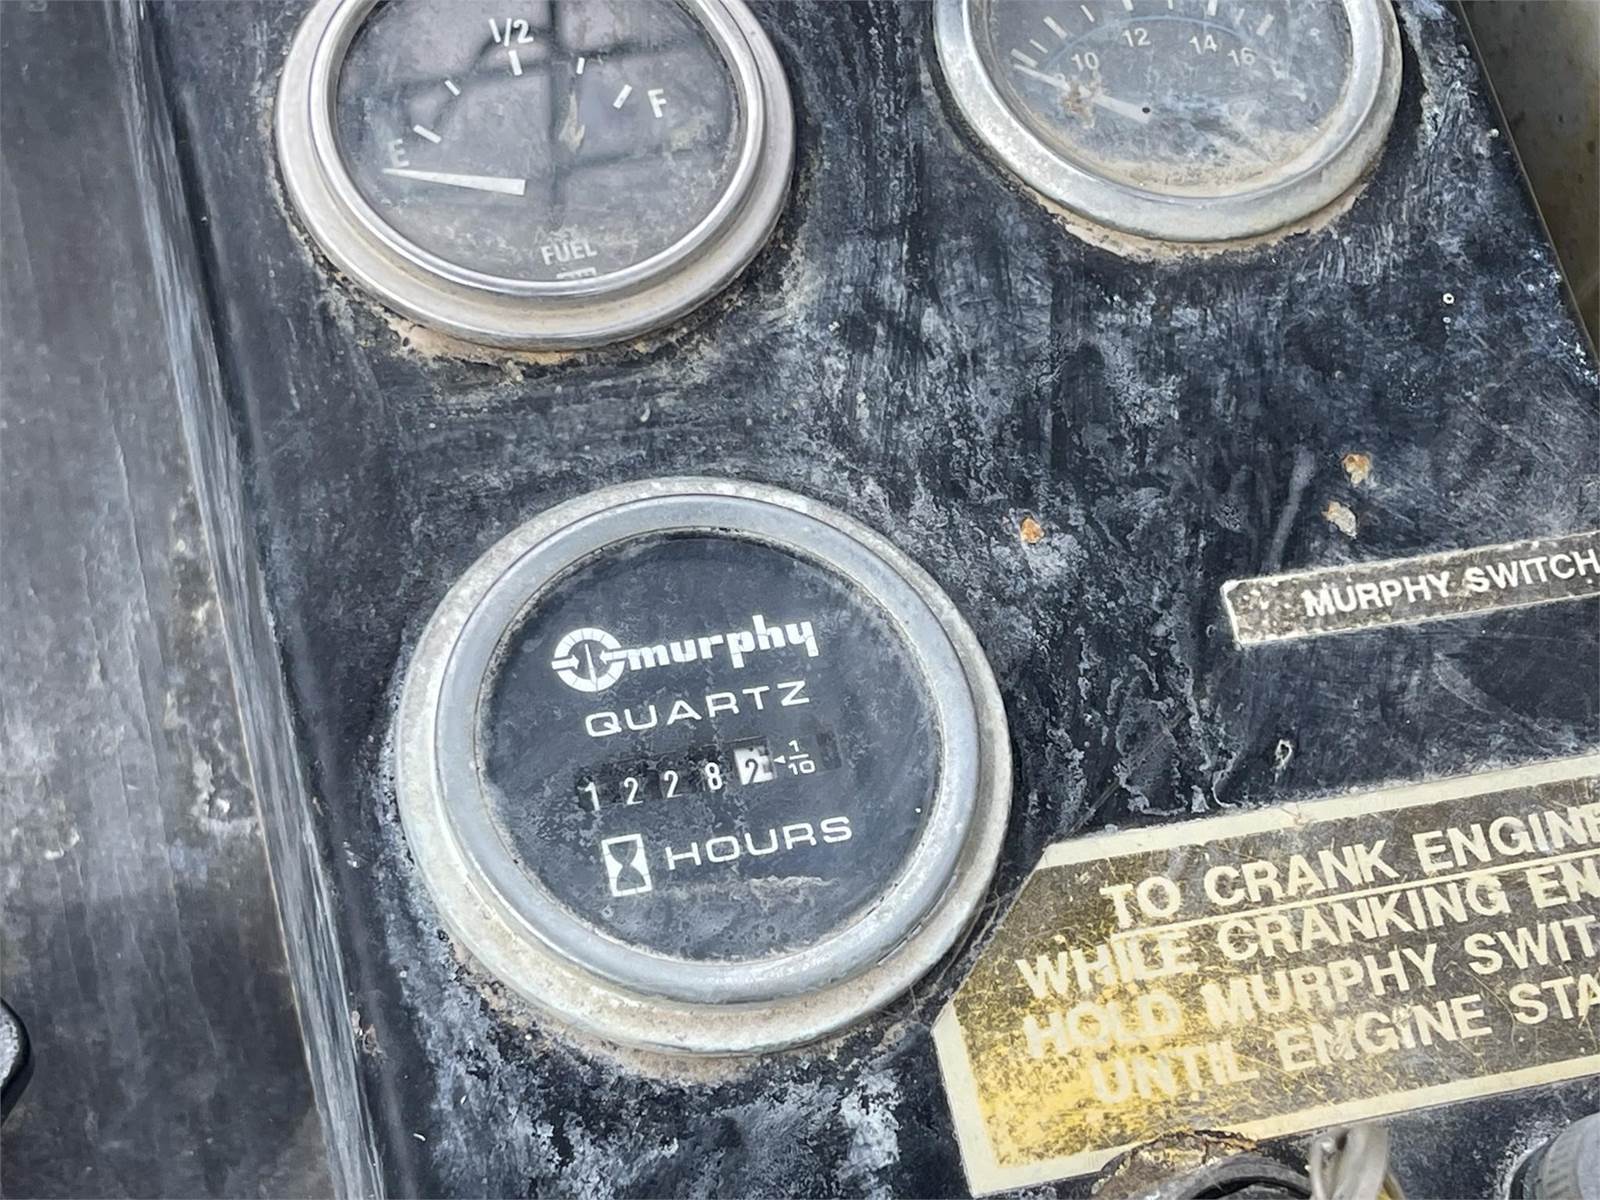 1/2
E
F
FUEL
10
12
14
16
murphy
QUARTZ
1 2 2 8 2 1/10
HOURS
MURPHY SWITCH
TO CRANK ENGINE
WHILE CRANKING EN
HOLD MURPHY SWIT
UNTIL ENGINE STA